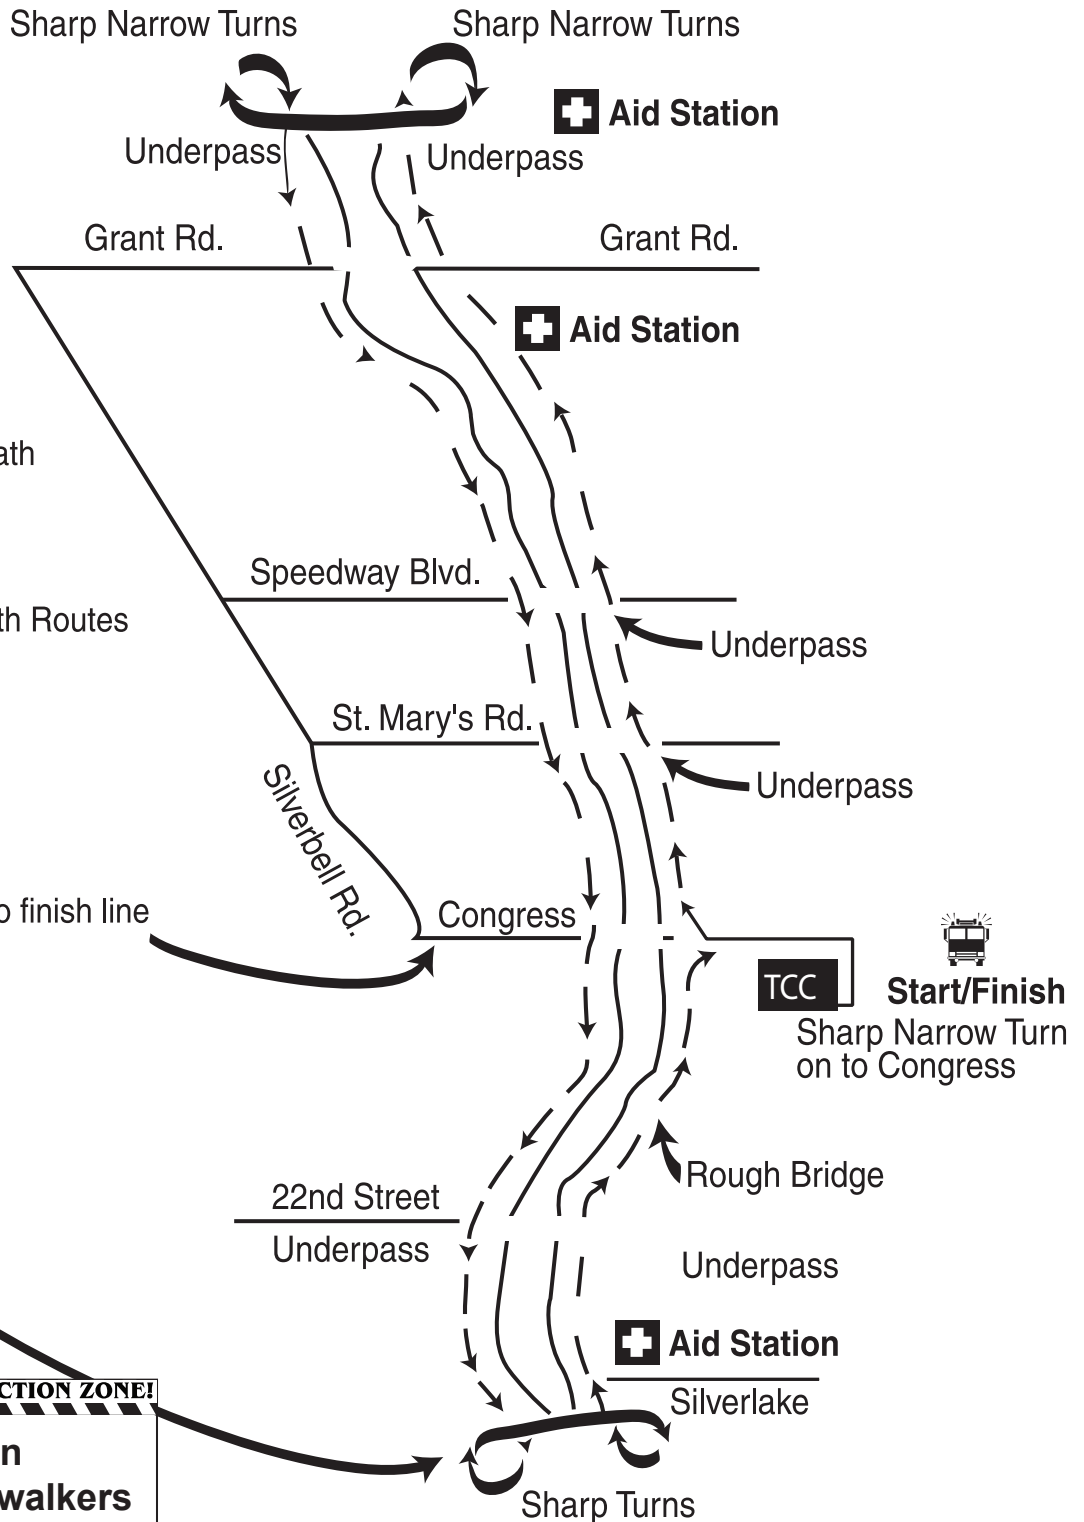 Sharp Narrow Turns
Sharp Narrow Turns
Aid Station
Underpass
Underpass
Grant Rd.
Grant Rd.
Aid Station
ath
Speedway Blvd.
th Routes
Underpass
St. Mary's Rd.
Underpass
Silverbell Rd.
o finish line
Congress
TCC
Start/Finish
Sharp Narrow Turn
on to Congress
Rough Bridge
22nd Street
Underpass
Underpass
Aid Station
CTION ZONE!
Silverlake
n
walkers
Sharp Turns